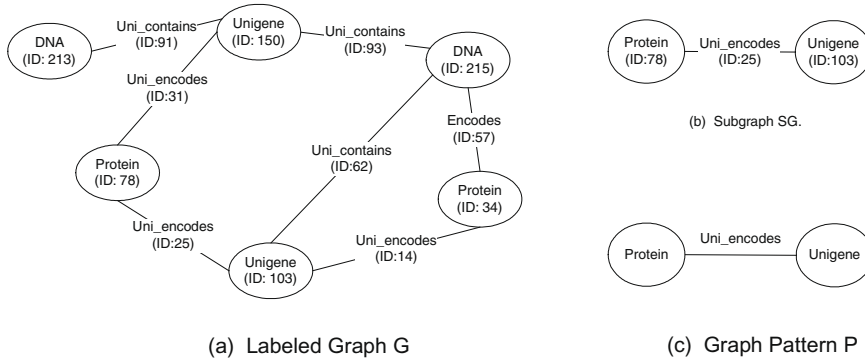 DNA
(ID: 213)
Uni_contains
(ID:91)
Unigene
(ID: 150)
Uni_contains
(ID:93)
DNA
(ID: 215)
Uni_encodes
(ID:31)
Encodes
(ID:57)
Uni_contains
(ID:62)
Protein
(ID: 78)
Protein
(ID: 34)
Uni_encodes
(ID:25)
Uni_encodes
(ID:14)
Unigene
(ID: 103)
(a) Labeled Graph G
Protein
(ID:78)
Uni_encodes
(ID:25)
Unigene
(ID:103)
(b) Subgraph SG.
Protein
Uni_encodes
Unigene
(c) Graph Pattern P